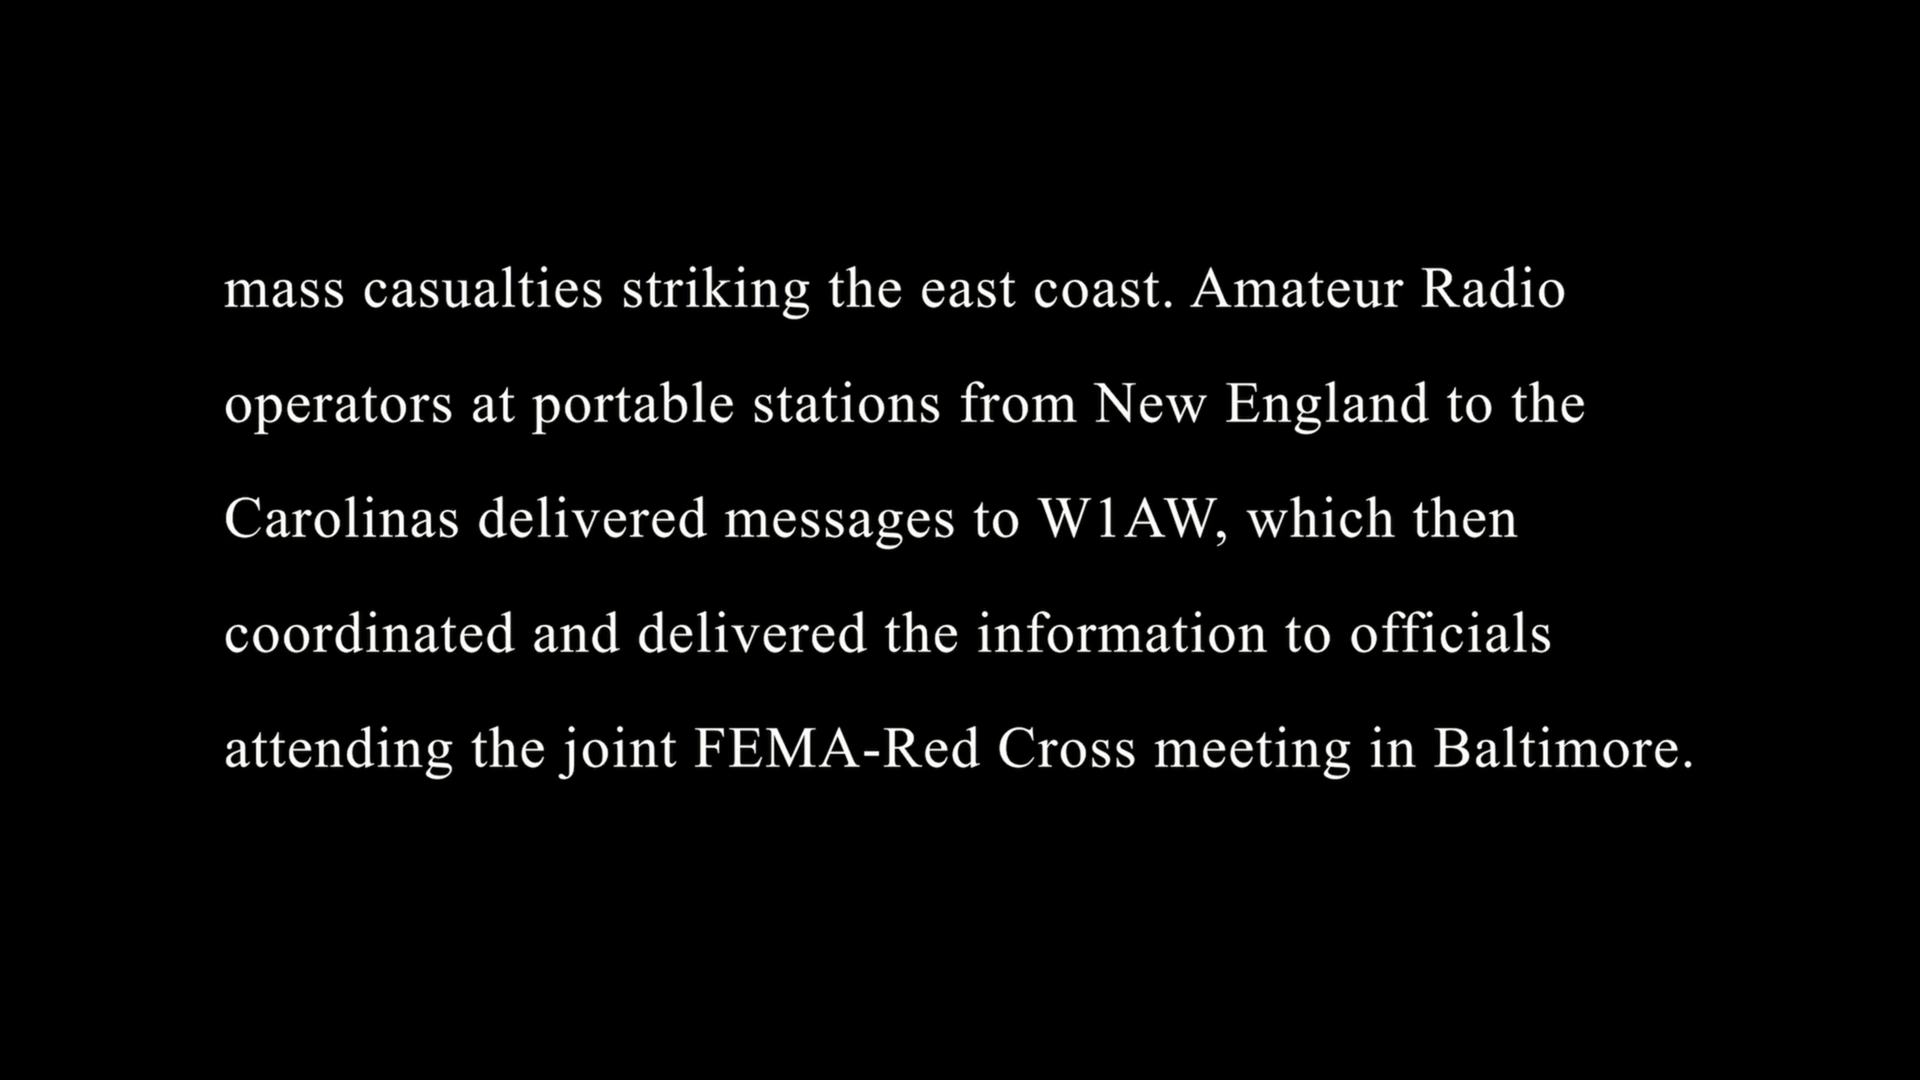 mass casualties striking the east coast. Amateur Radio
operators at portable stations from New England to the
Carolinas delivered messages to W1AW, which then
coordinated and delivered the information to officials
attending the joint FEMA-Red Cross meeting in Baltimore.